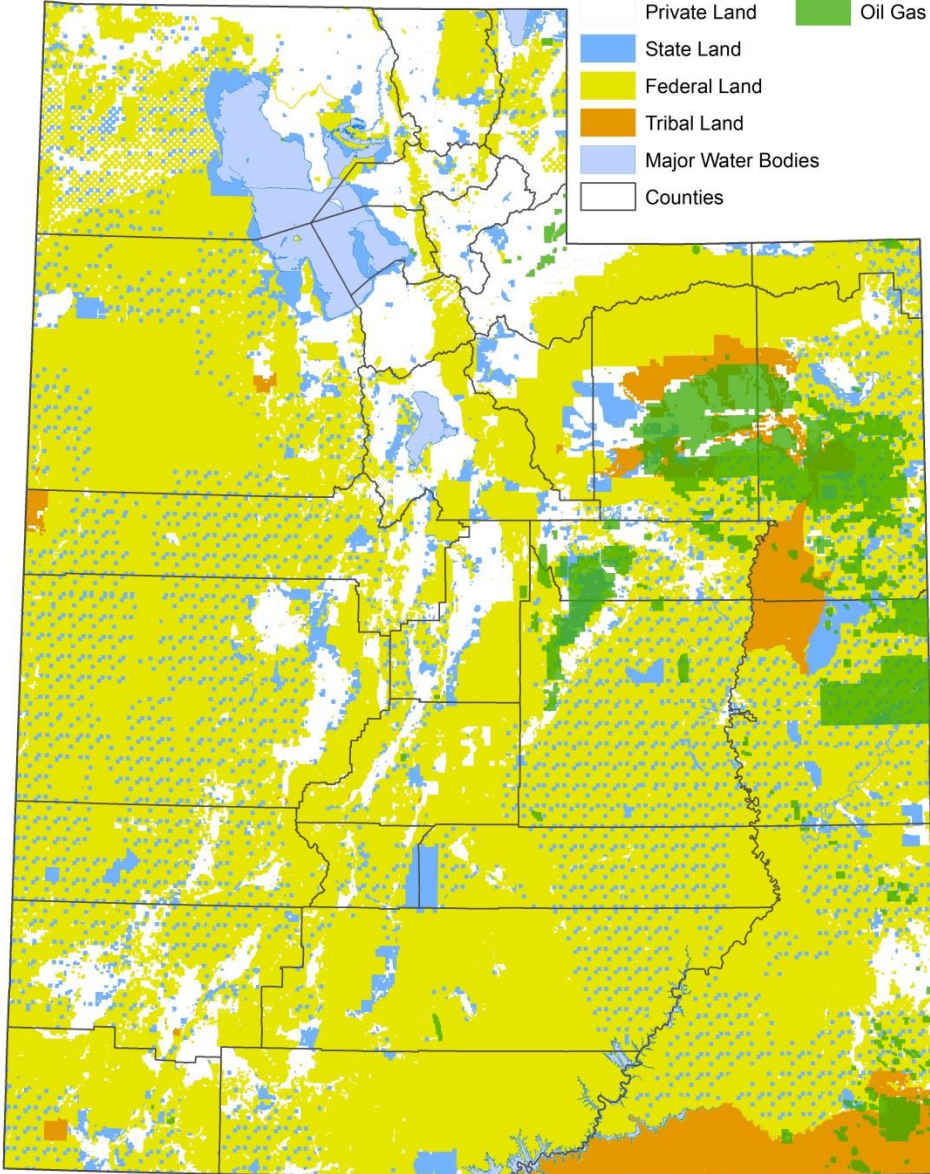 Private Land
Oil Gas
State Land
Federal Land
Tribal Land
Major Water Bodies
Counties